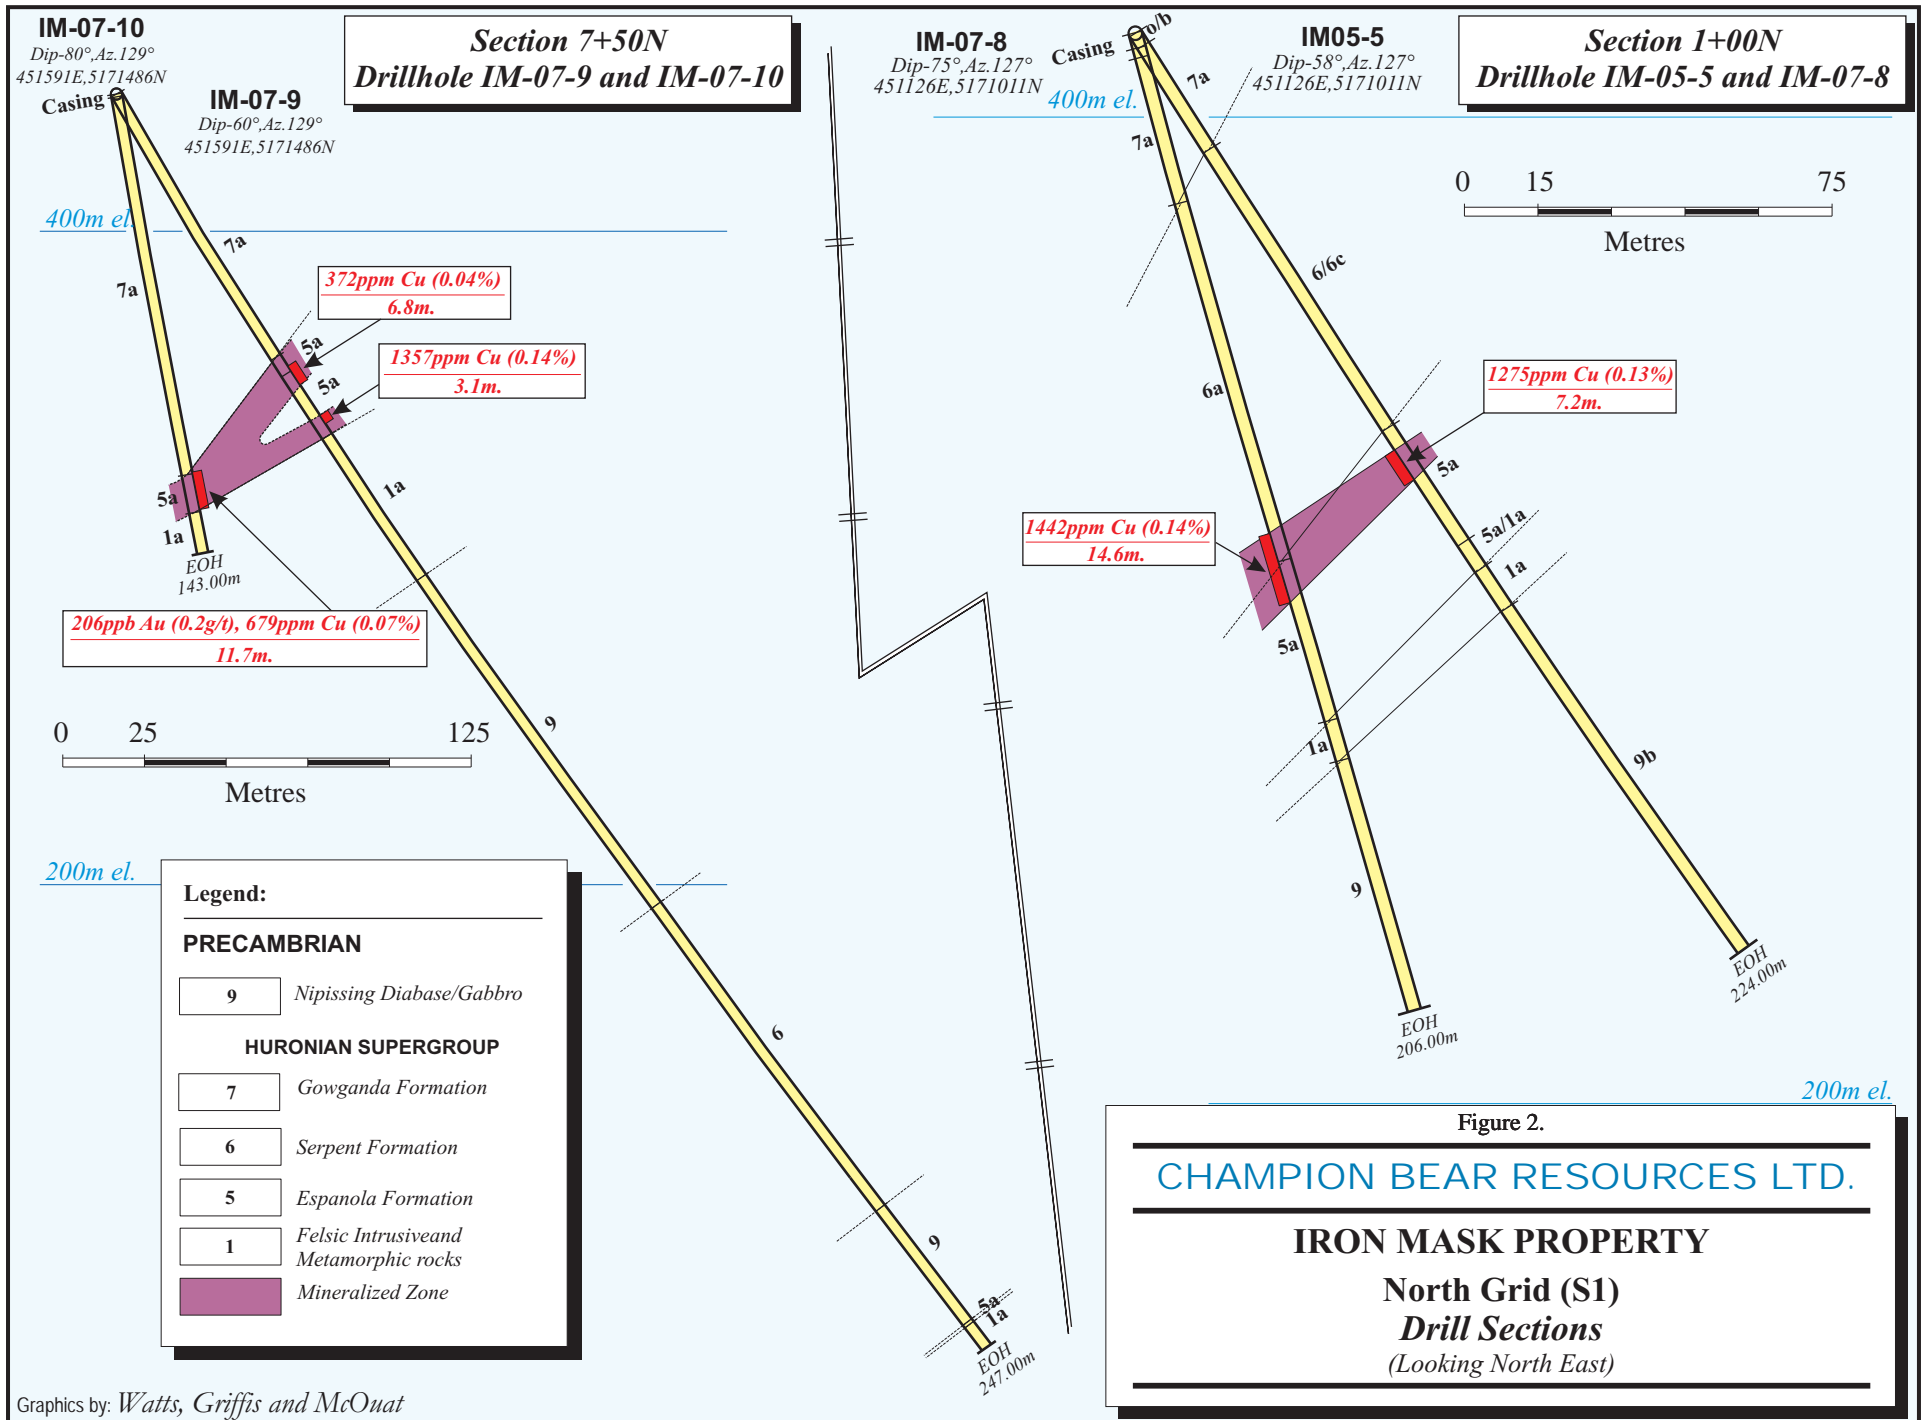 IM-07-10
Dip-80°,Az.129°
451591E,5171486N
Casing
IM-07-9
Dip-60°,Az.129°
451591E,5171486N
Section 7+50N
Drillhole IM-07-9 and IM-07-10
400m el.
7a
7a
372ppm Cu (0.04%)
6.8m.
5a
5a
1357ppm Cu (0.14%)
3.1m.
5a
1a
1a
EOH
143.00m
206ppb Au (0.2g/t), 679ppm Cu (0.07%)
11.7m.
9
0 25 125
Metres
200m el.
6
9
5a
1a
EOH
247.00m
Legend:
PRECAMBRIAN
9 Nipissing Diabase/Gabbro
HURONIAN SUPERGROUP
7 Gowganda Formation
6 Serpent Formation
5 Espanola Formation
1 Felsic Intrusiveand
Metamorphic rocks
Mineralized Zone
Graphics by: Watts, Griffis and McOuat
IM-07-8
Dip-75°,Az.127°
451126E,5171011N
Casing
o/b
IM05-5
Dip-58°,Az.127°
451126E,5171011N
Section 1+00N
Drillhole IM-05-5 and IM-07-8
400m el.
7a
7a
0 15 75
Metres
6/6c
6a
1275ppm Cu (0.13%)
7.2m.
5a
1442ppm Cu (0.14%)
14.6m.
5a/1a
1a
5a
1a
9b
9
EOH
224.00m
EOH
206.00m
200m el.
Figure 2.
CHAMPION BEAR RESOURCES LTD.
IRON MASK PROPERTY
North Grid (S1)
Drill Sections
(Looking North East)